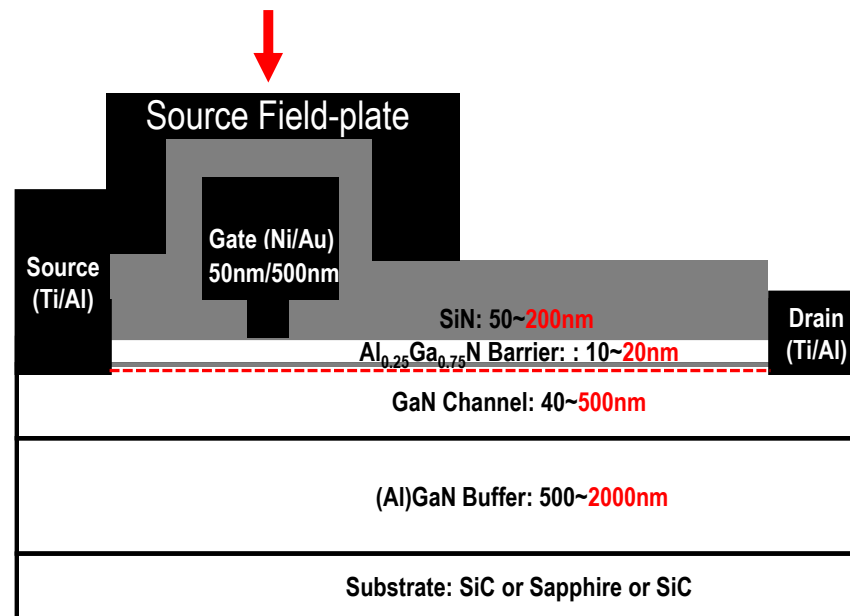 Source Field-plate
Gate (Ni/Au)
50nm/500nm
Source
(Ti/Al)
SiN: 50~200nm
Drain
(Ti/Al)
Al0.25Ga0.75N Barrier: : 10~20nm
GaN Channel: 40~500nm
(Al)GaN Buffer: 500~2000nm
Substrate: SiC or Sapphire or SiC